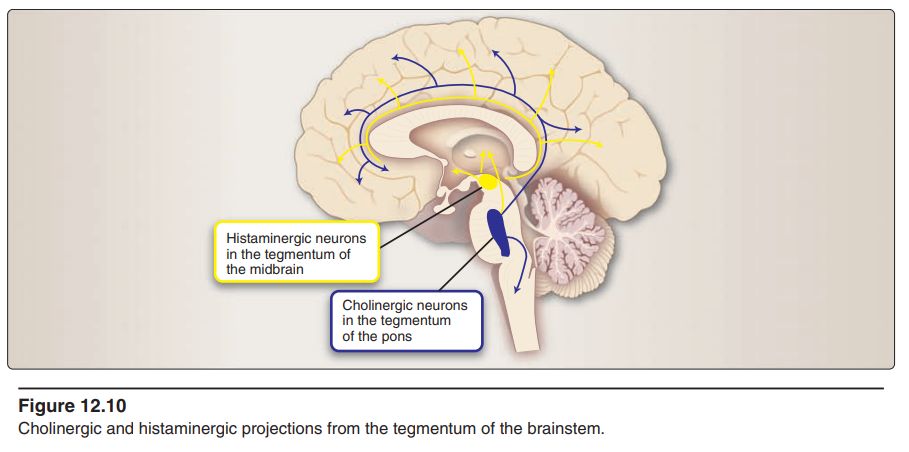 Histaminergic neurons
in the tegmentum of
the midbrain
Cholinergic neurons
in the tegmentum
of the pons
Figure 12.10
Cholinergic and histaminergic projections from the tegmentum of the brainstem.